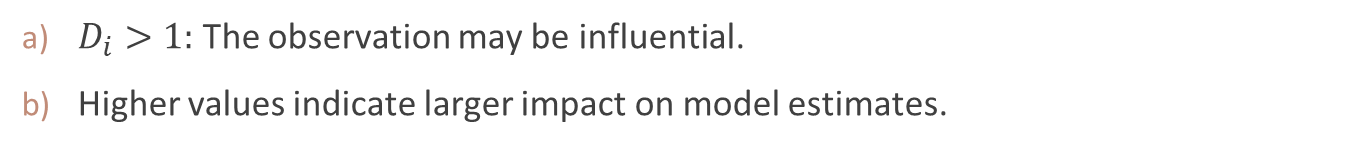 a) Dᵢ > 1: The observation may be influential.
b) Higher values indicate larger impact on model estimates.